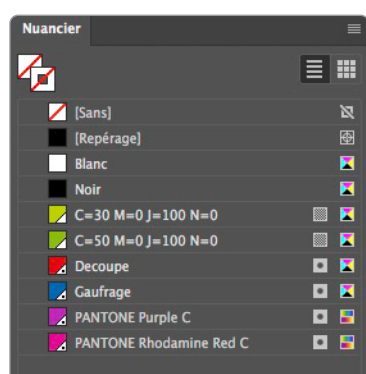 Nuancier
[Sans]
[Repérage]
Blanc
Noir
C=30 M=0 J=100 N=0
C=50 M=0 J=100 N=0
Decoupe
Gaufrage
PANTONE Purple C
PANTONE Rhodamine Red C